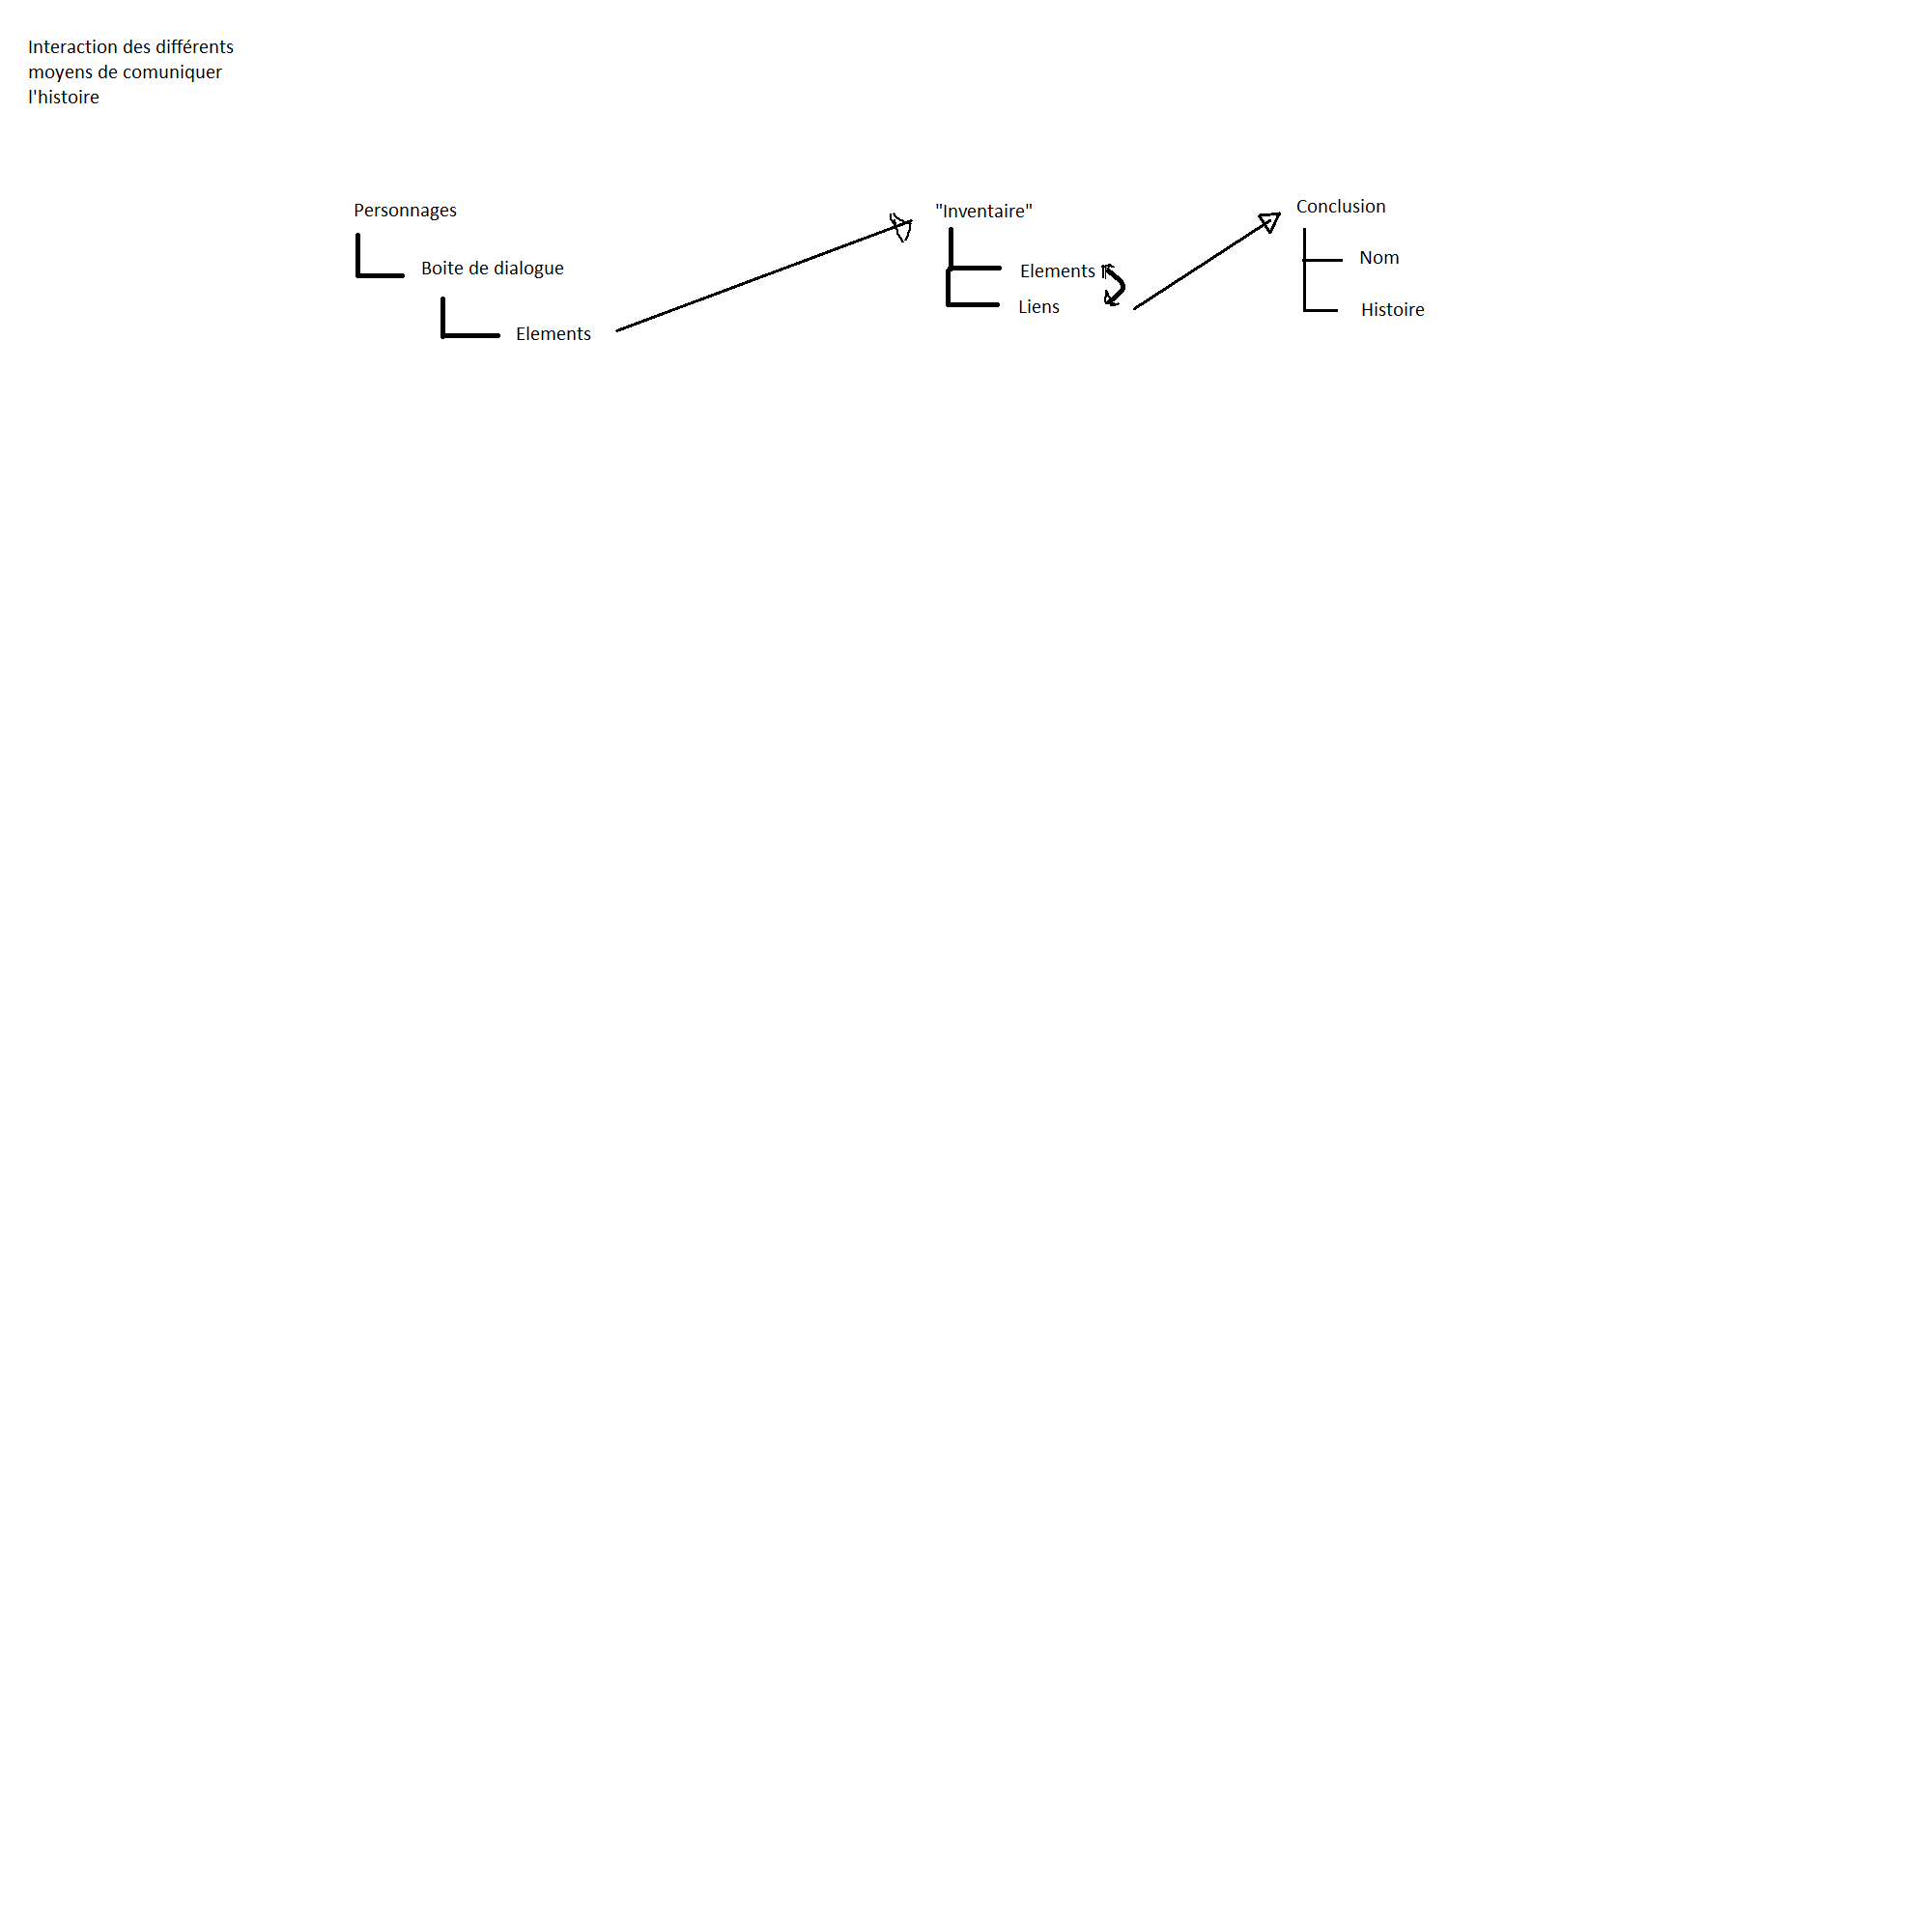 Interaction des différents
moyens de comuniquer
l'histoire
Personnages
Boite de dialogue
Elements
"Inventaire"
Elements
Liens
Conclusion
Nom
Histoire